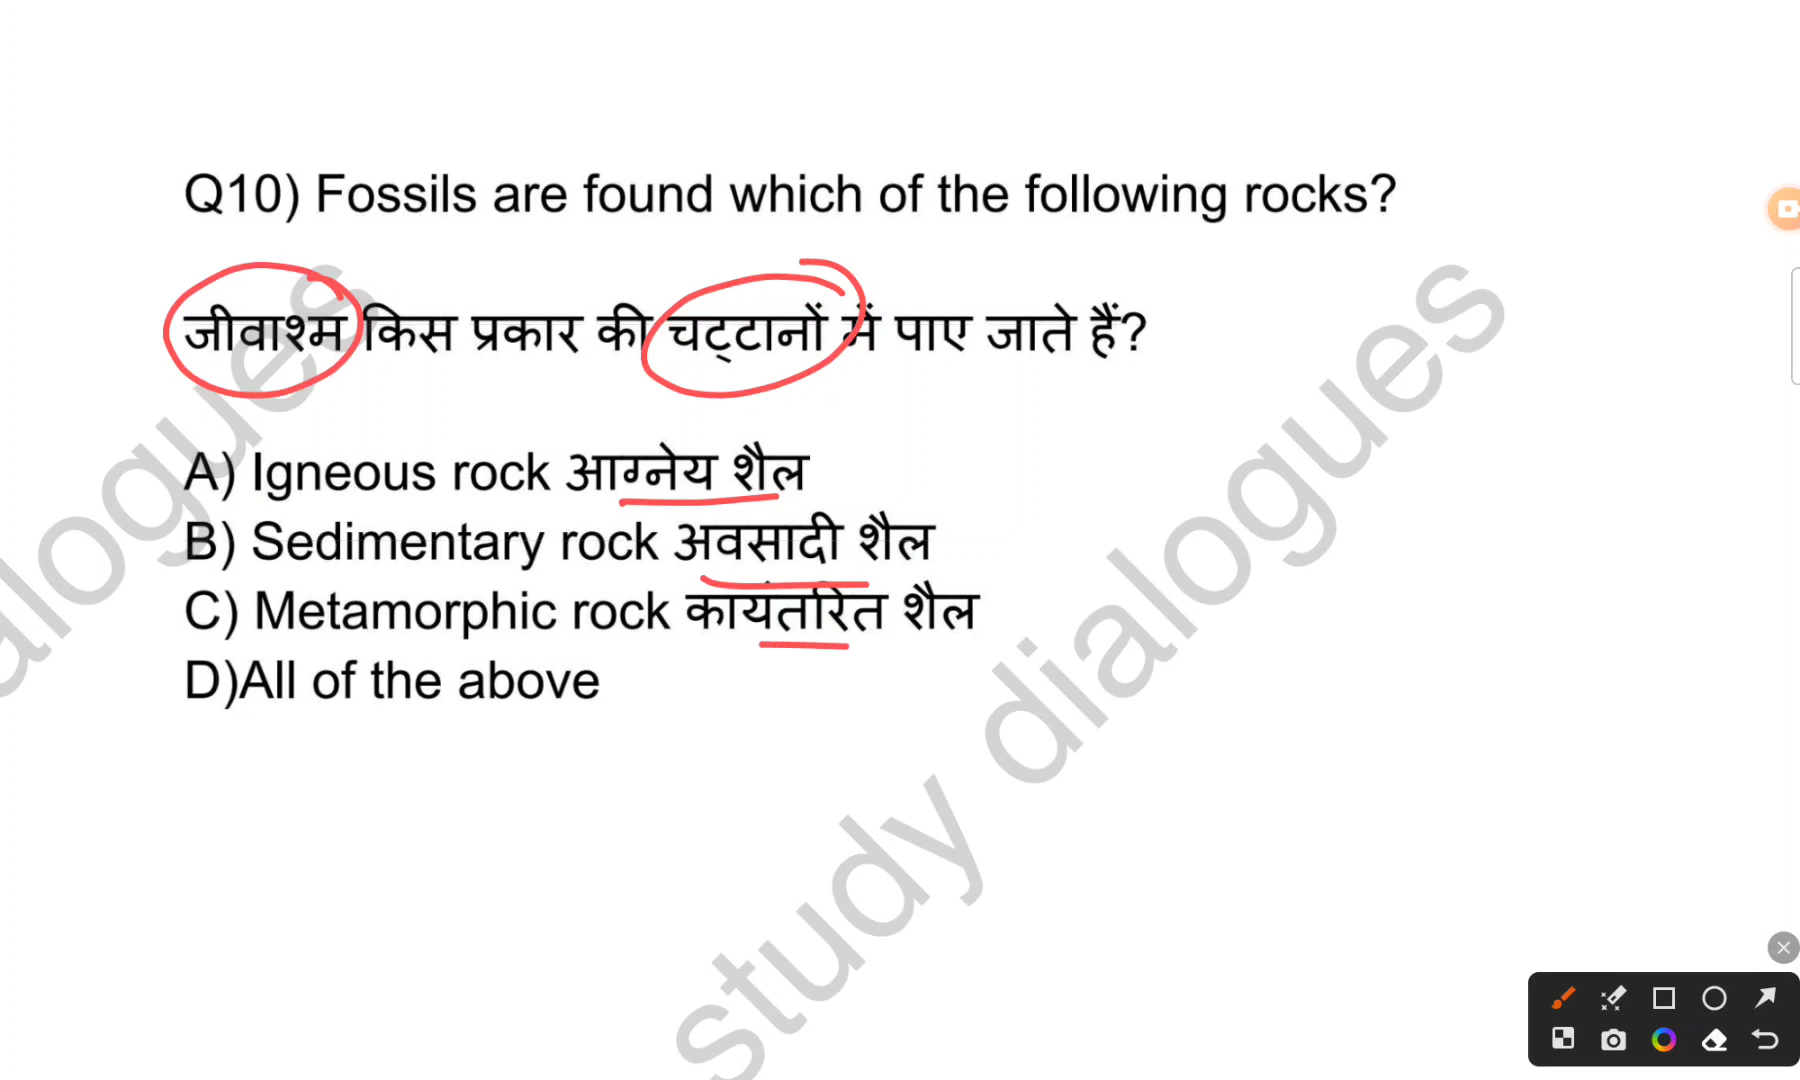 Q10) Fossils are found which of the following rocks?
जीवाश्म किस प्रकार की चट्टानों में पाए जाते हैं?
A) Igneous rock आग्नेय शैल
B) Sedimentary rock अवसादी शैल
C) Metamorphic rock कायंतरित शैल
D)All of the above
alogues
study dialogues